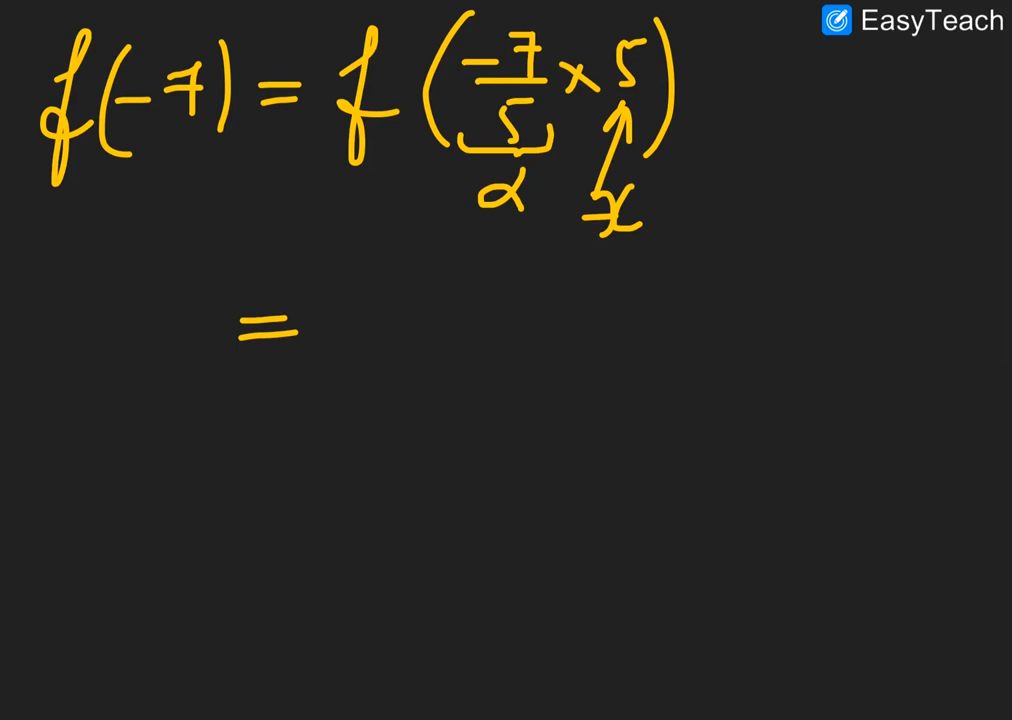 EasyTeach
f(-7) = f(-7/5 × 5)
α x
=